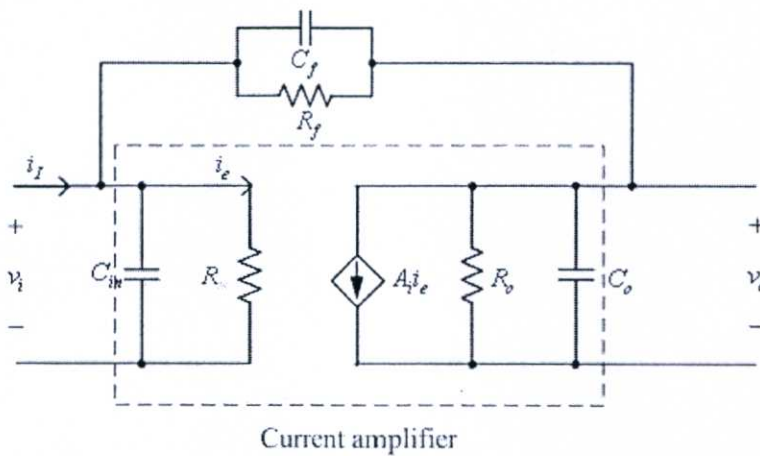 C_f
R_f
i_I
i_e
+
v_i
−
C_in
R
A_i i_e
R_o
C_o
+
v
−
Current amplifier